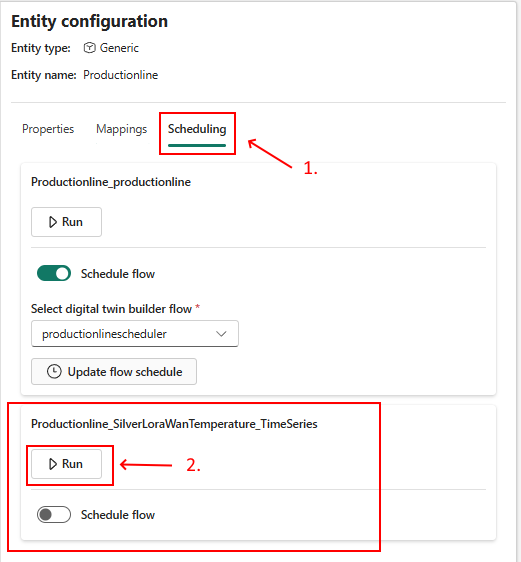 Entity configuration
Entity type: Generic
Entity name: Productionline
Properties Mappings Scheduling
1.
Productionline_productionline
Run
Schedule flow
Select digital twin builder flow *
productionlinescheduler
Update flow schedule
Productionline_SilverLoraWanTemperature_TimeSeries
Run
2.
Schedule flow